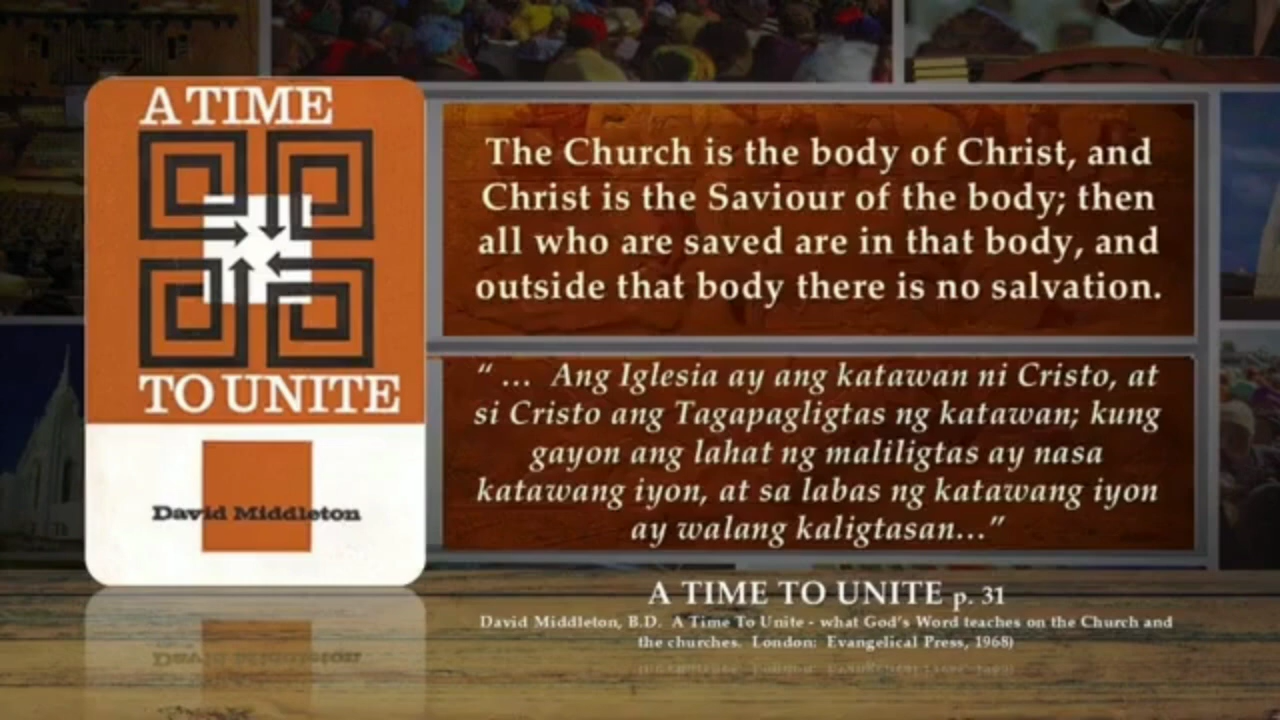 A TIME
TO UNITE
David Middleton
The Church is the body of Christ, and
Christ is the Saviour of the body; then
all who are saved are in that body, and
outside that body there is no salvation.
“ ... Ang Iglesia ay ang katawan ni Cristo, at
si Cristo ang Tagapagligtas ng katawan; kung
gayon ang lahat ng maliligtas ay nasa
katawang iyon, at sa labas ng katawang iyon
ay walang kaligtasan...”
A TIME TO UNITE p. 31
David Middleton, B.D. A Time To Unite - what God's Word teaches on the Church and
the churches. London: Evangelical Press, 1968)